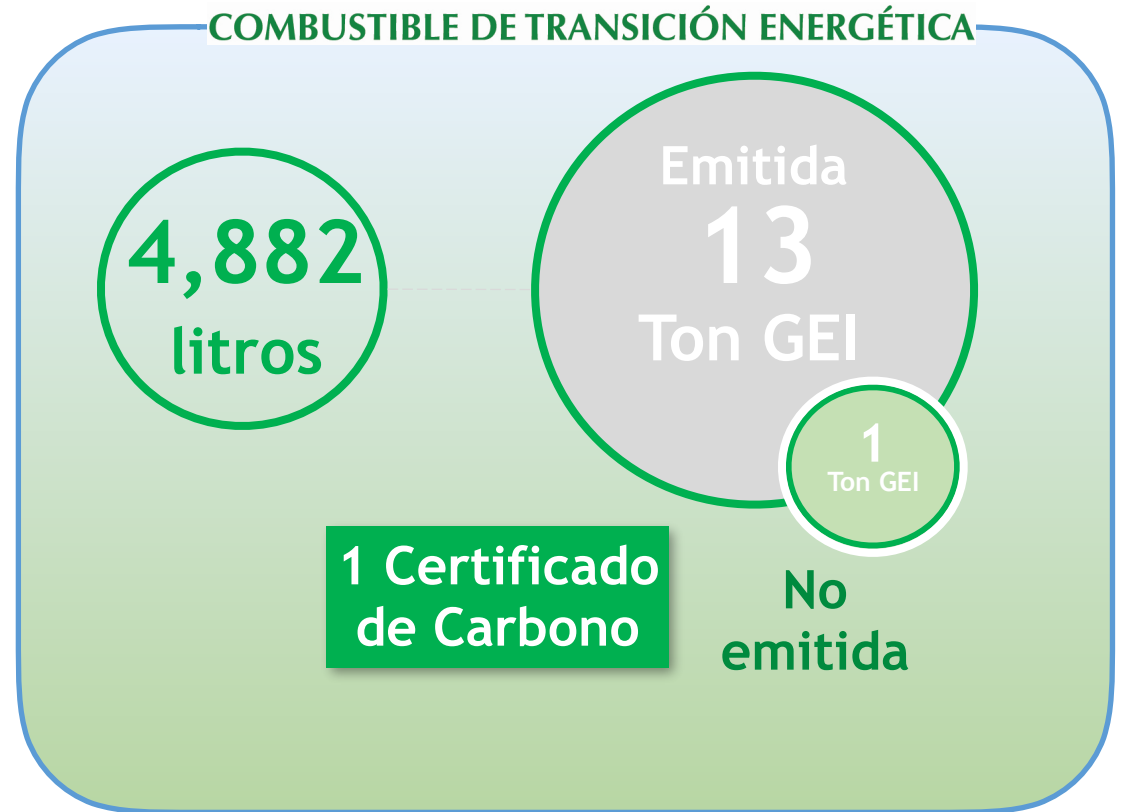 COMBUSTIBLE DE TRANSICIÓN ENERGÉTICA
4,882
litros
Emitida
13
Ton GEI
1
Ton GEI
1 Certificado
de Carbono
No
emitida